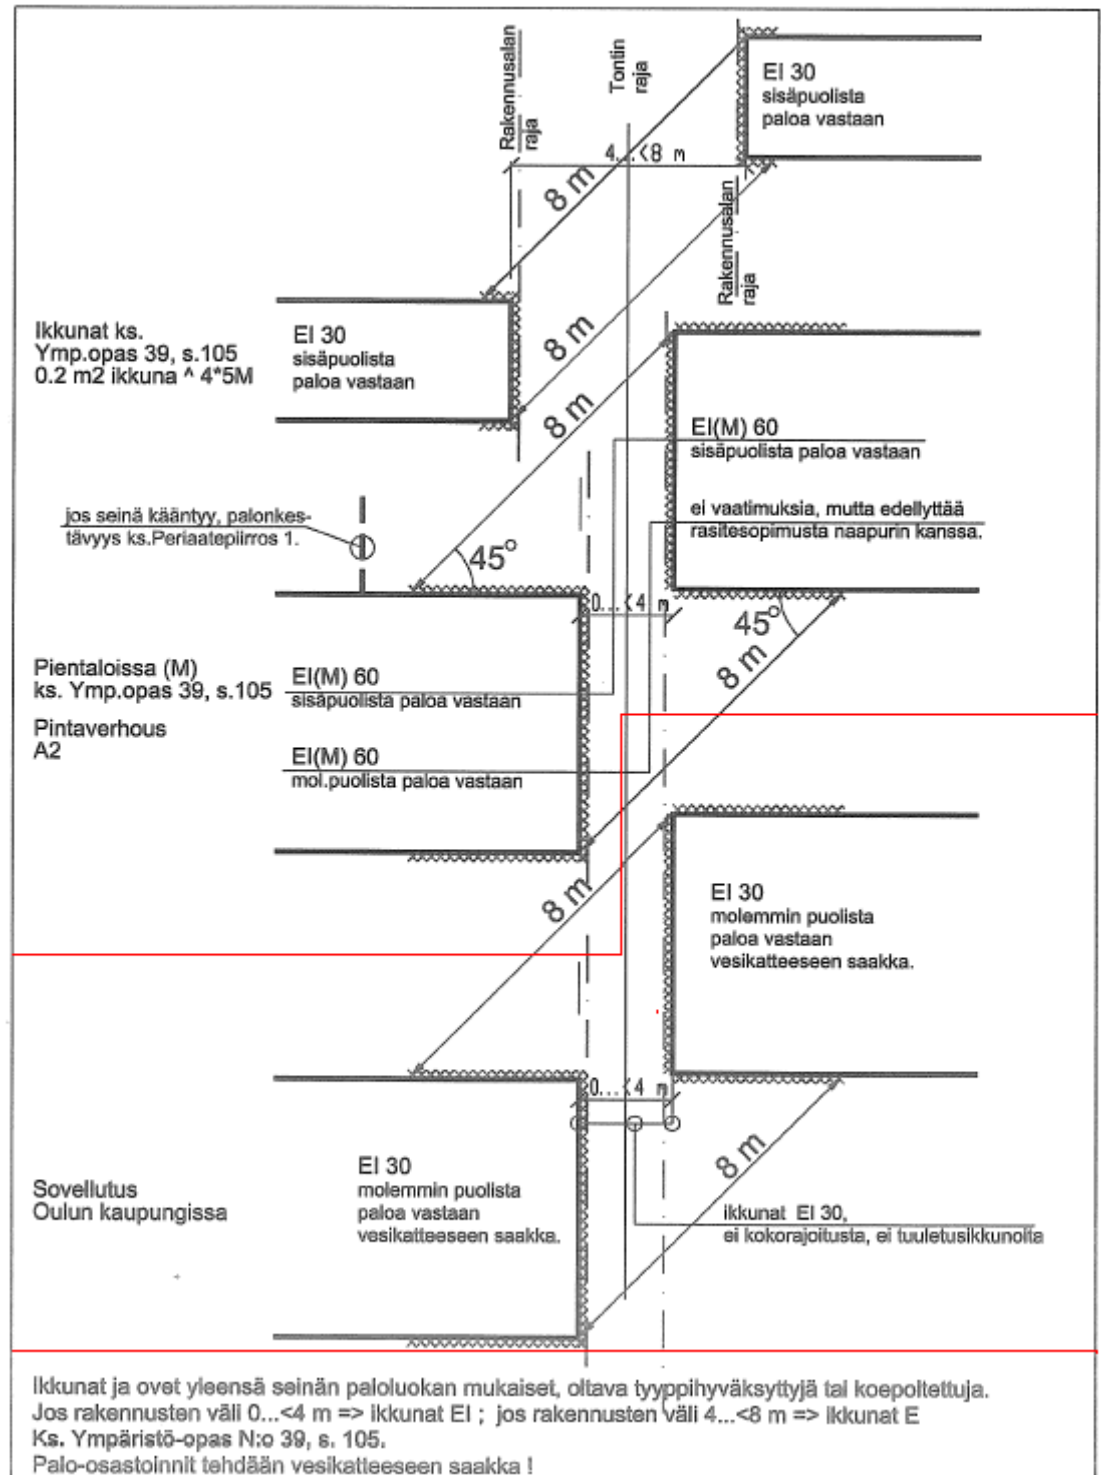 Rakennusalan
raja
Tontin
raja
EI 30
sisäpuolista
paloa vastaan
4...<8 m
8 m
Rakennusalan
raja
Ikkunat ks.
Ymp.opas 39, s.105
0.2 m2 ikkuna ^ 4*5M
EI 30
sisäpuolista
paloa vastaan
8 m
8 m
EI(M) 60
sisäpuolista paloa vastaan
jos seinä kääntyy, palonkes-
tävyys ks.Periaatepiirros 1.
ei vaatimuksia, mutta edellyttää
rasitesopimusta naapurin kanssa.
45°
0...<4 m
45°
8 m
Pientaloissa (M)
ks. Ymp.opas 39, s.105
EI(M) 60
sisäpuolista paloa vastaan
Pintaverhous
A2
EI(M) 60
mol.puolista paloa vastaan
8 m
EI 30
molemmin puolista
paloa vastaan
vesikatteeseen saakka.
0...<4 m
8 m
Sovellutus
Oulun kaupungissa
EI 30
molemmin puolista
paloa vastaan
vesikatteeseen saakka.
ikkunat EI 30,
ei kokorajoitusta, ei tuuletusikkunoita
Ikkunat ja ovet yleensä seinän paloluokan mukaiset, oltava tyyppihyväksyttyjä tai koepoltettuja.
Jos rakennusten väli 0...<4 m => ikkunat EI ; jos rakennusten väli 4...<8 m => ikkunat E
Ks. Ympäristö-opas N:o 39, s. 105.
Palo-osastoinnit tehdään vesikatteeseen saakka !